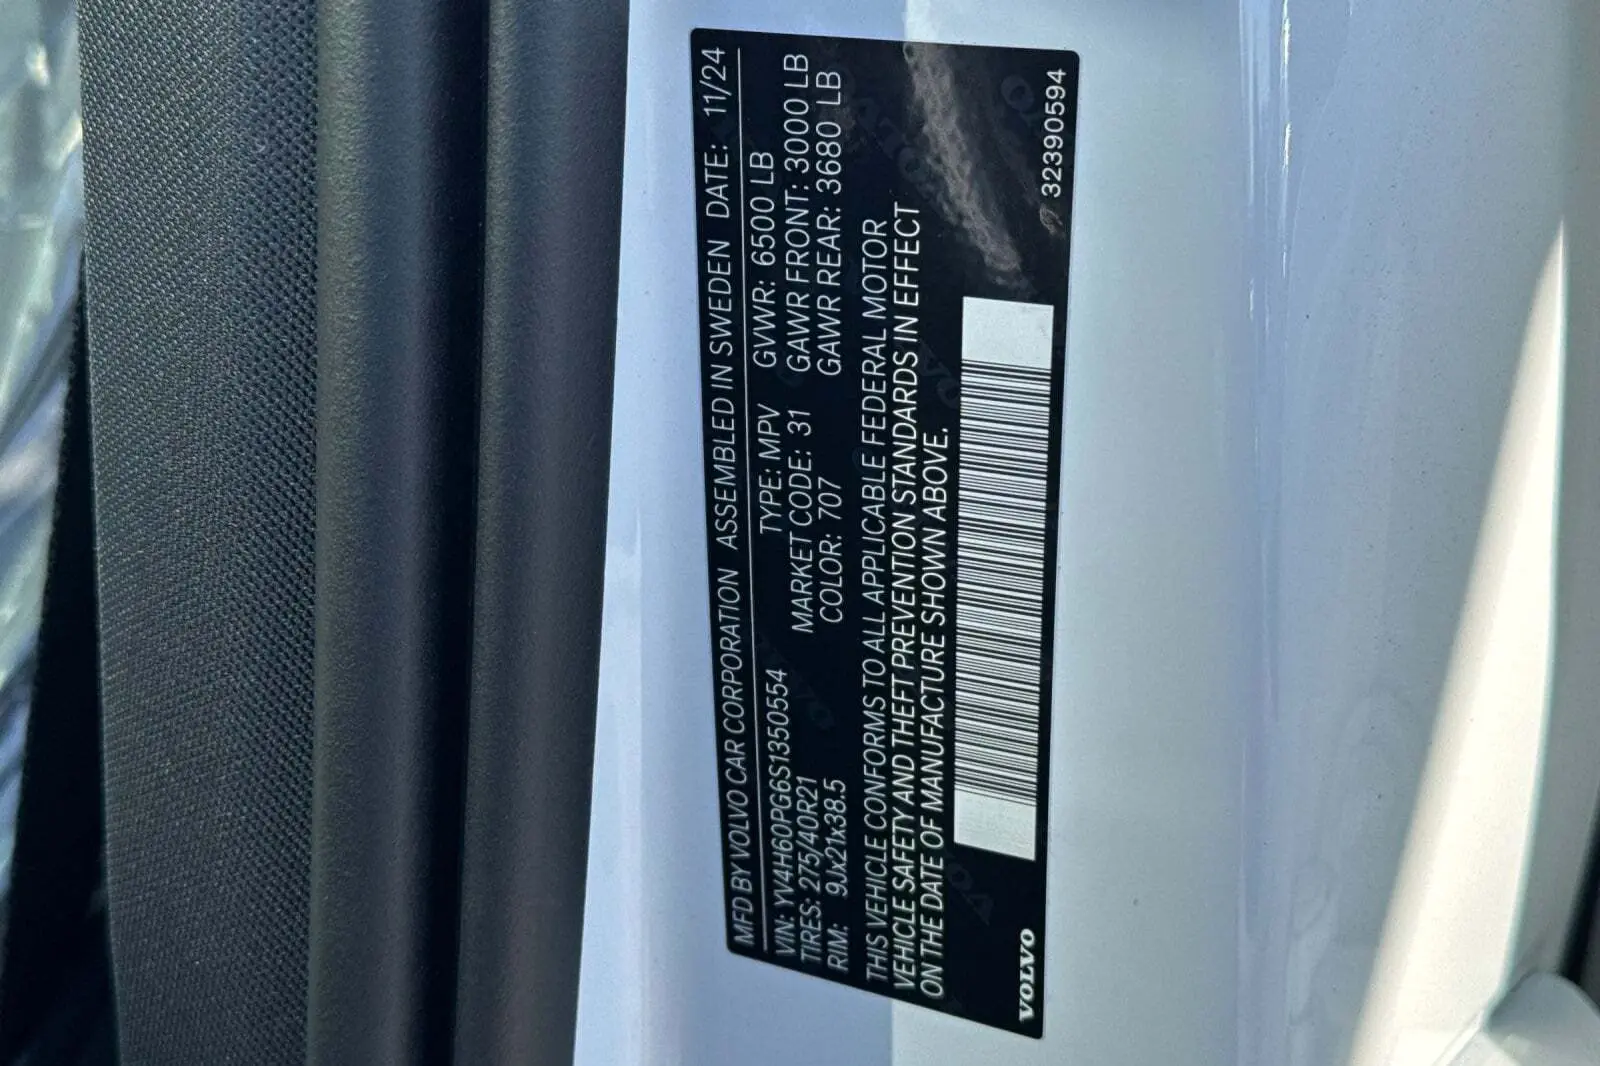 MFD BY VOLVO CAR CORPORATION ASSEMBLED IN SWEDEN DATE: 11/24
VIN: YV4H60PG6S1350554 TYPE: MPV GVWR: 6500 LB
TIRES: 275/40R21 MARKET CODE: 31 GAWR FRONT: 3000 LB
RIM: 9Jx21x38.5 COLOR: 707 GAWR REAR: 3680 LB
THIS VEHICLE CONFORMS TO ALL APPLICABLE FEDERAL MOTOR
VEHICLE SAFETY AND THEFT PREVENTION STANDARDS IN EFFECT
ON THE DATE OF MANUFACTURE SHOWN ABOVE.
VOLVO 32390594